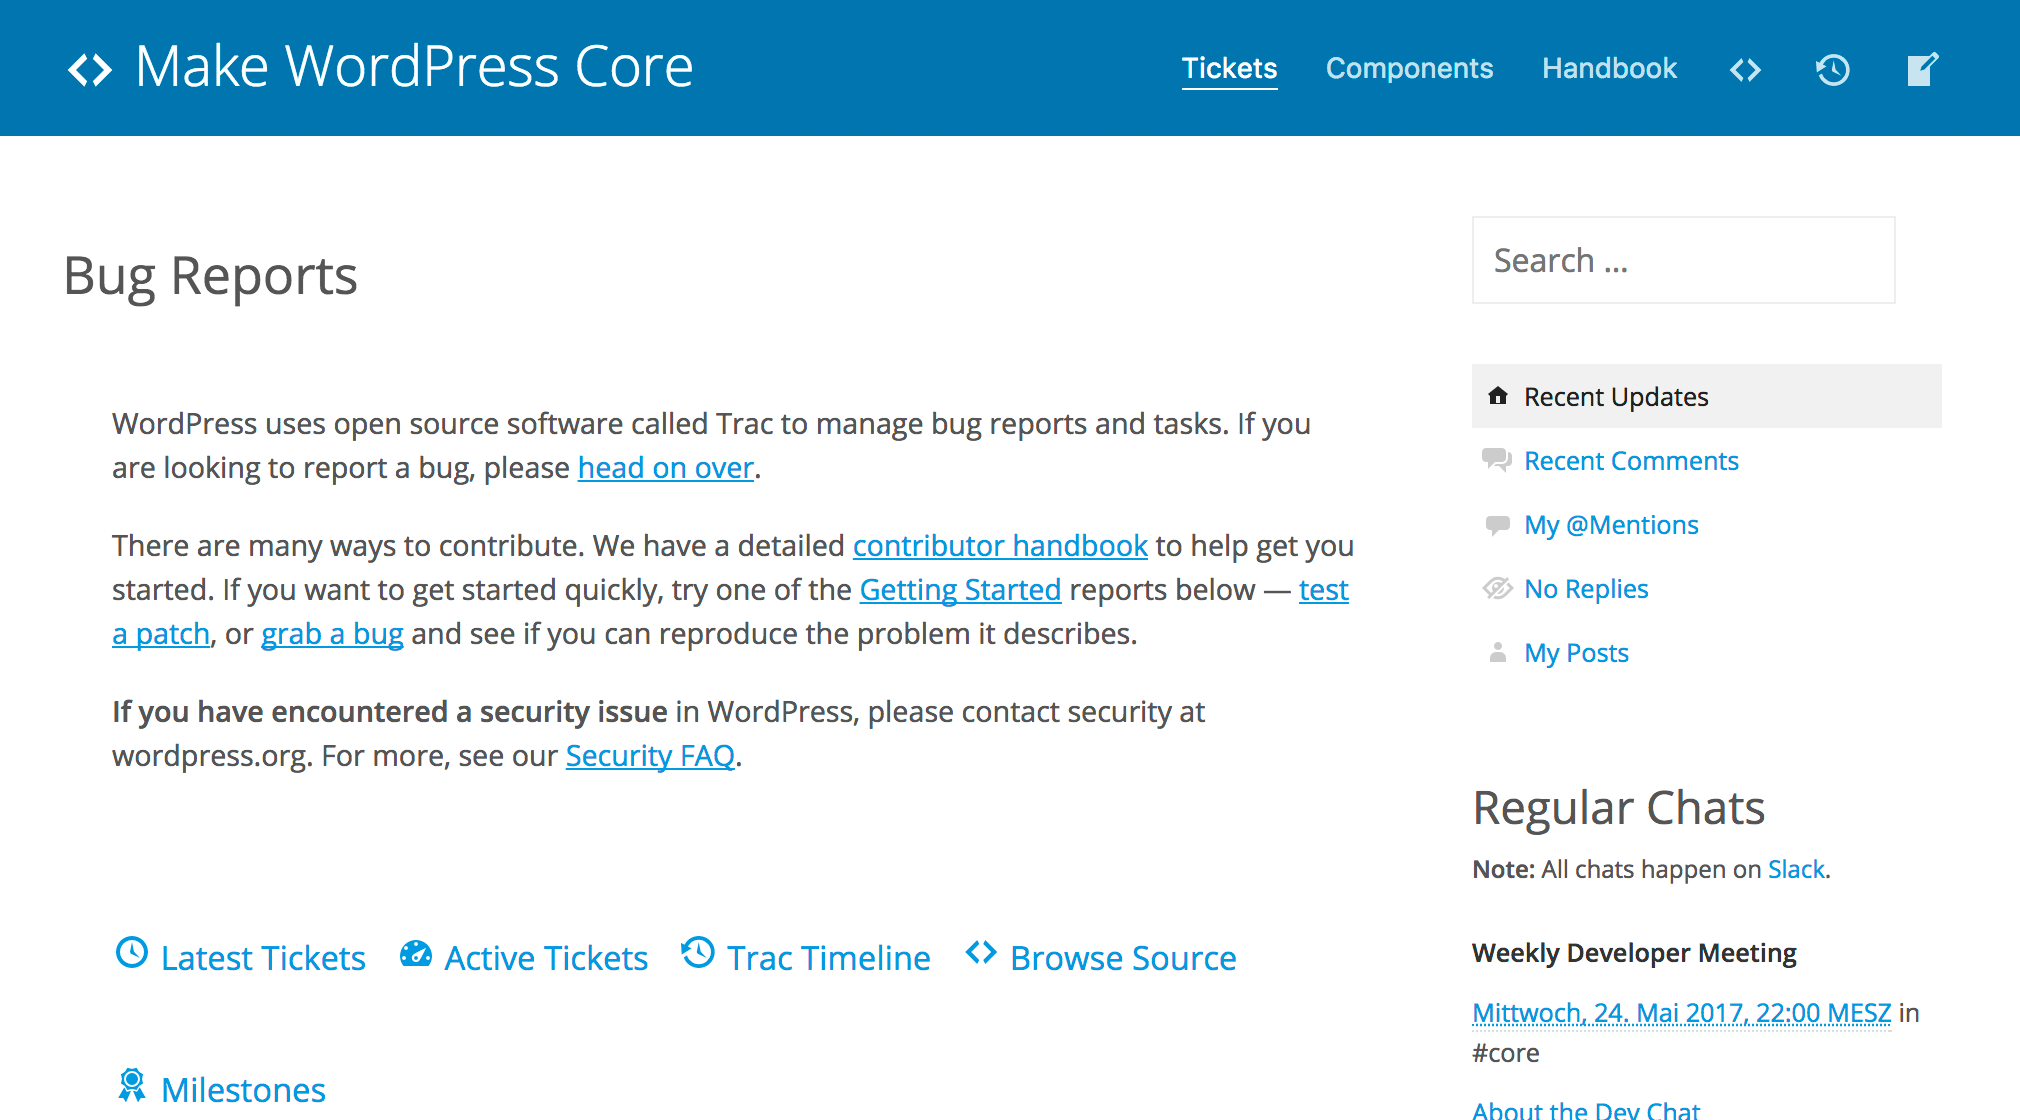 Make WordPress Core
Tickets
Components
Handbook
Bug Reports
WordPress uses open source software called Trac to manage bug reports and tasks. If you
are looking to report a bug, please head on over.
There are many ways to contribute. We have a detailed contributor handbook to help get you
started. If you want to get started quickly, try one of the Getting Started reports below — test
a patch, or grab a bug and see if you can reproduce the problem it describes.
If you have encountered a security issue in WordPress, please contact security at
wordpress.org. For more, see our Security FAQ.
Latest Tickets
Active Tickets
Trac Timeline
Browse Source
Milestones
Search ...
Recent Updates
Recent Comments
My @Mentions
No Replies
My Posts
Regular Chats
Note: All chats happen on Slack.
Weekly Developer Meeting
Mittwoch, 24. Mai 2017, 22:00 MESZ in
#core
About the Dev Chat